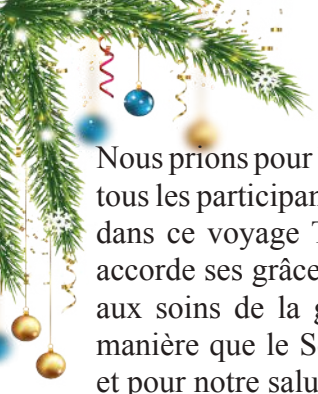 Nous prions pour
tous les participan
dans ce voyage T
accorde ses grâce
aux soins de la g
manière que le S
et pour notre salu